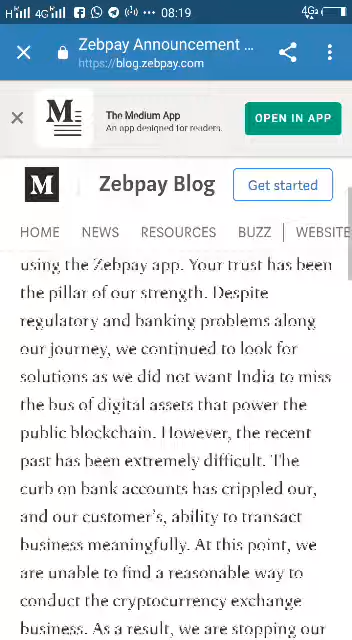 H 4G ... 08:19 4G
Zebpay Announcement ...
https://blog.zebpay.com
M
The Medium App
An app designed for readers.
OPEN IN APP
M Zebpay Blog Get started
HOME NEWS RESOURCES BUZZ WEBSITE
using the Zebpay app. Your trust has been
the pillar of our strength. Despite
regulatory and banking problems along
our journey, we continued to look for
solutions as we did not want India to miss
the bus of digital assets that power the
public blockchain. However, the recent
past has been extremely difficult. The
curb on bank accounts has crippled our,
and our customer’s, ability to transact
business meaningfully. At this point, we
are unable to find a reasonable way to
conduct the cryptocurrency exchange
business. As a result, we are stopping our